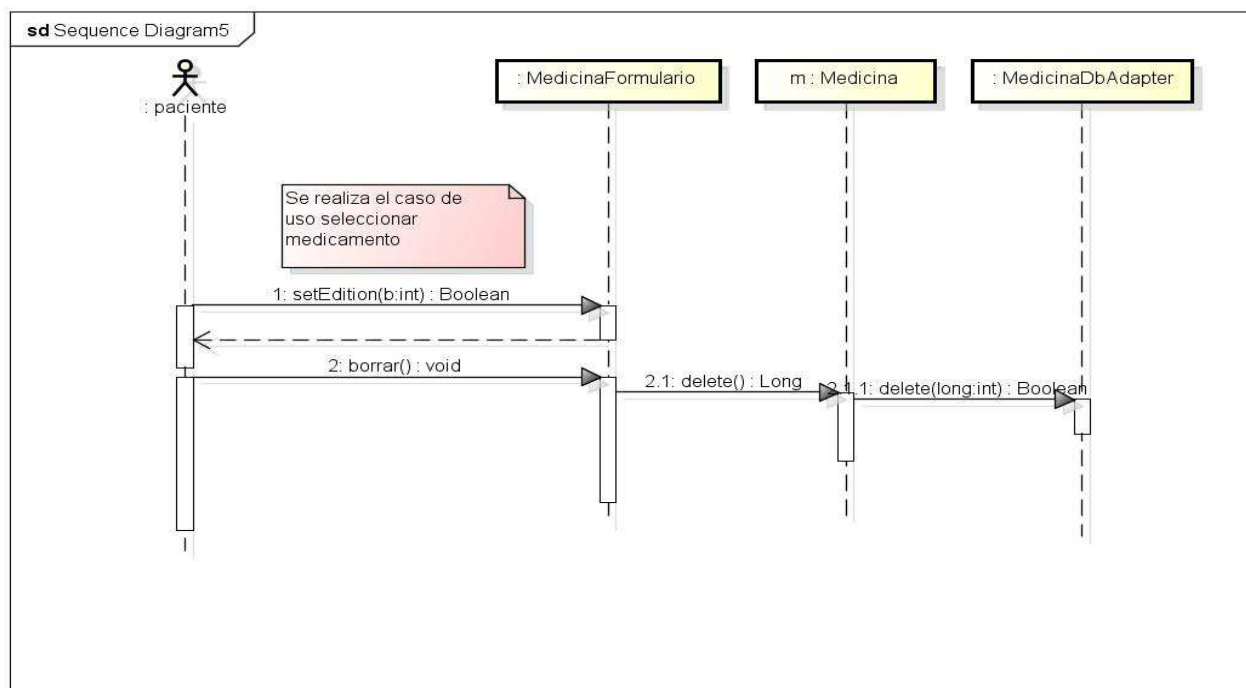 sd Sequence Diagram5
: paciente
: MedicinaFormulario
m : Medicina
: MedicinaDbAdapter
Se realiza el caso de
uso seleccionar
medicamento
1: setEdition(b:int) : Boolean
2: borrar() : void
2.1: delete() : Long
2.1.1: delete(long:int) : Boolean